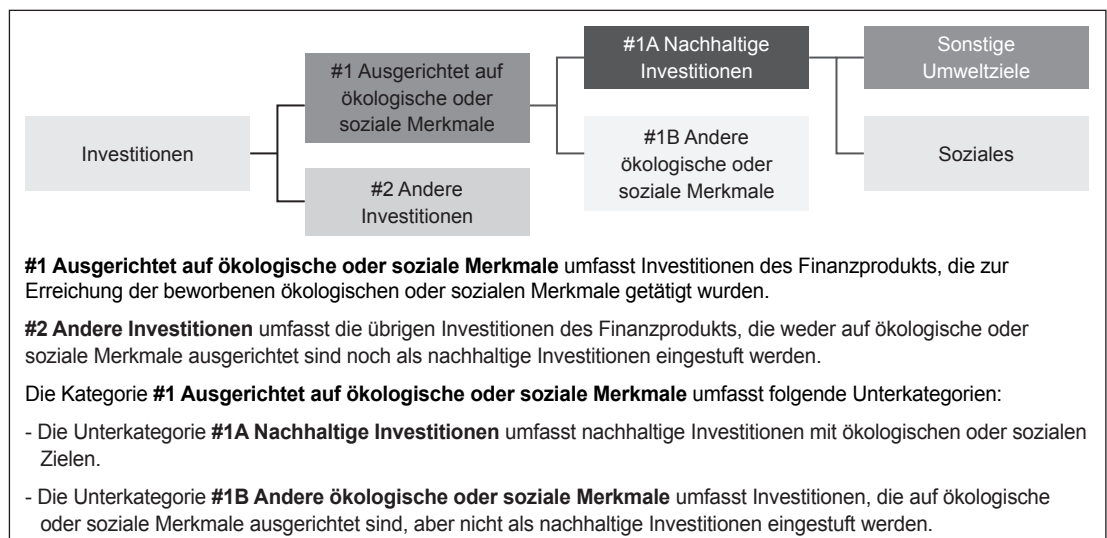 #1A Nachhaltige
Investitionen
Sonstige
Umweltziele
#1 Ausgerichtet auf
ökologische oder
soziale Merkmale
Investitionen
#1B Andere
ökologische oder
soziale Merkmale
Soziales
#2 Andere
Investitionen
#1 Ausgerichtet auf ökologische oder soziale Merkmale umfasst Investitionen des Finanzprodukts, die zur
Erreichung der beworbenen ökologischen oder sozialen Merkmale getätigt wurden.
#2 Andere Investitionen umfasst die übrigen Investitionen des Finanzprodukts, die weder auf ökologische oder
soziale Merkmale ausgerichtet sind noch als nachhaltige Investitionen eingestuft werden.
Die Kategorie #1 Ausgerichtet auf ökologische oder soziale Merkmale umfasst folgende Unterkategorien:
- Die Unterkategorie #1A Nachhaltige Investitionen umfasst nachhaltige Investitionen mit ökologischen oder sozialen
Zielen.
- Die Unterkategorie #1B Andere ökologische oder soziale Merkmale umfasst Investitionen, die auf ökologische
oder soziale Merkmale ausgerichtet sind, aber nicht als nachhaltige Investitionen eingestuft werden.